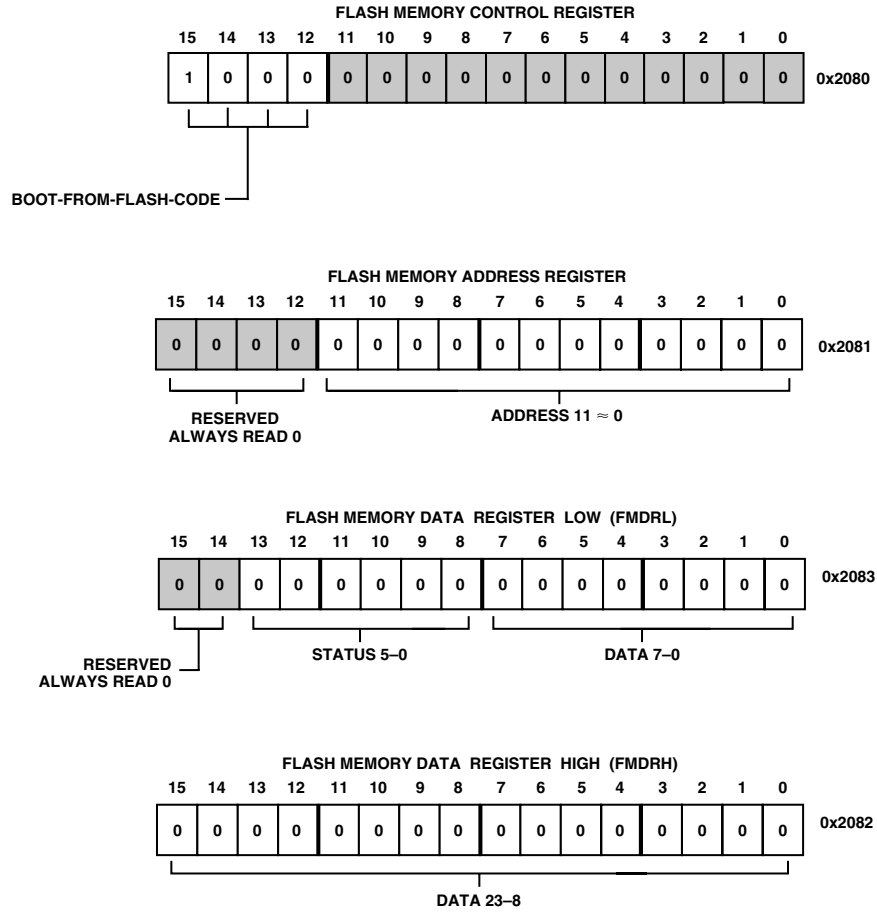 FLASH MEMORY CONTROL REGISTER
15 14 13 12 11 10 9 8 7 6 5 4 3 2 1 0
1 0 0 0 0 0 0 0 0 0 0 0 0 0 0 0 0x2080
BOOT-FROM-FLASH-CODE
FLASH MEMORY ADDRESS REGISTER
15 14 13 12 11 10 9 8 7 6 5 4 3 2 1 0
0 0 0 0 0 0 0 0 0 0 0 0 0 0 0 0 0x2081
RESERVED
ALWAYS READ 0
ADDRESS 11 ≈ 0
FLASH MEMORY DATA REGISTER LOW (FMDRL)
15 14 13 12 11 10 9 8 7 6 5 4 3 2 1 0
0 0 0 0 0 0 0 0 0 0 0 0 0 0 0 0 0x2083
RESERVED
ALWAYS READ 0
STATUS 5–0
DATA 7–0
FLASH MEMORY DATA REGISTER HIGH (FMDRH)
15 14 13 12 11 10 9 8 7 6 5 4 3 2 1 0
0 0 0 0 0 0 0 0 0 0 0 0 0 0 0 0 0x2082
DATA 23–8